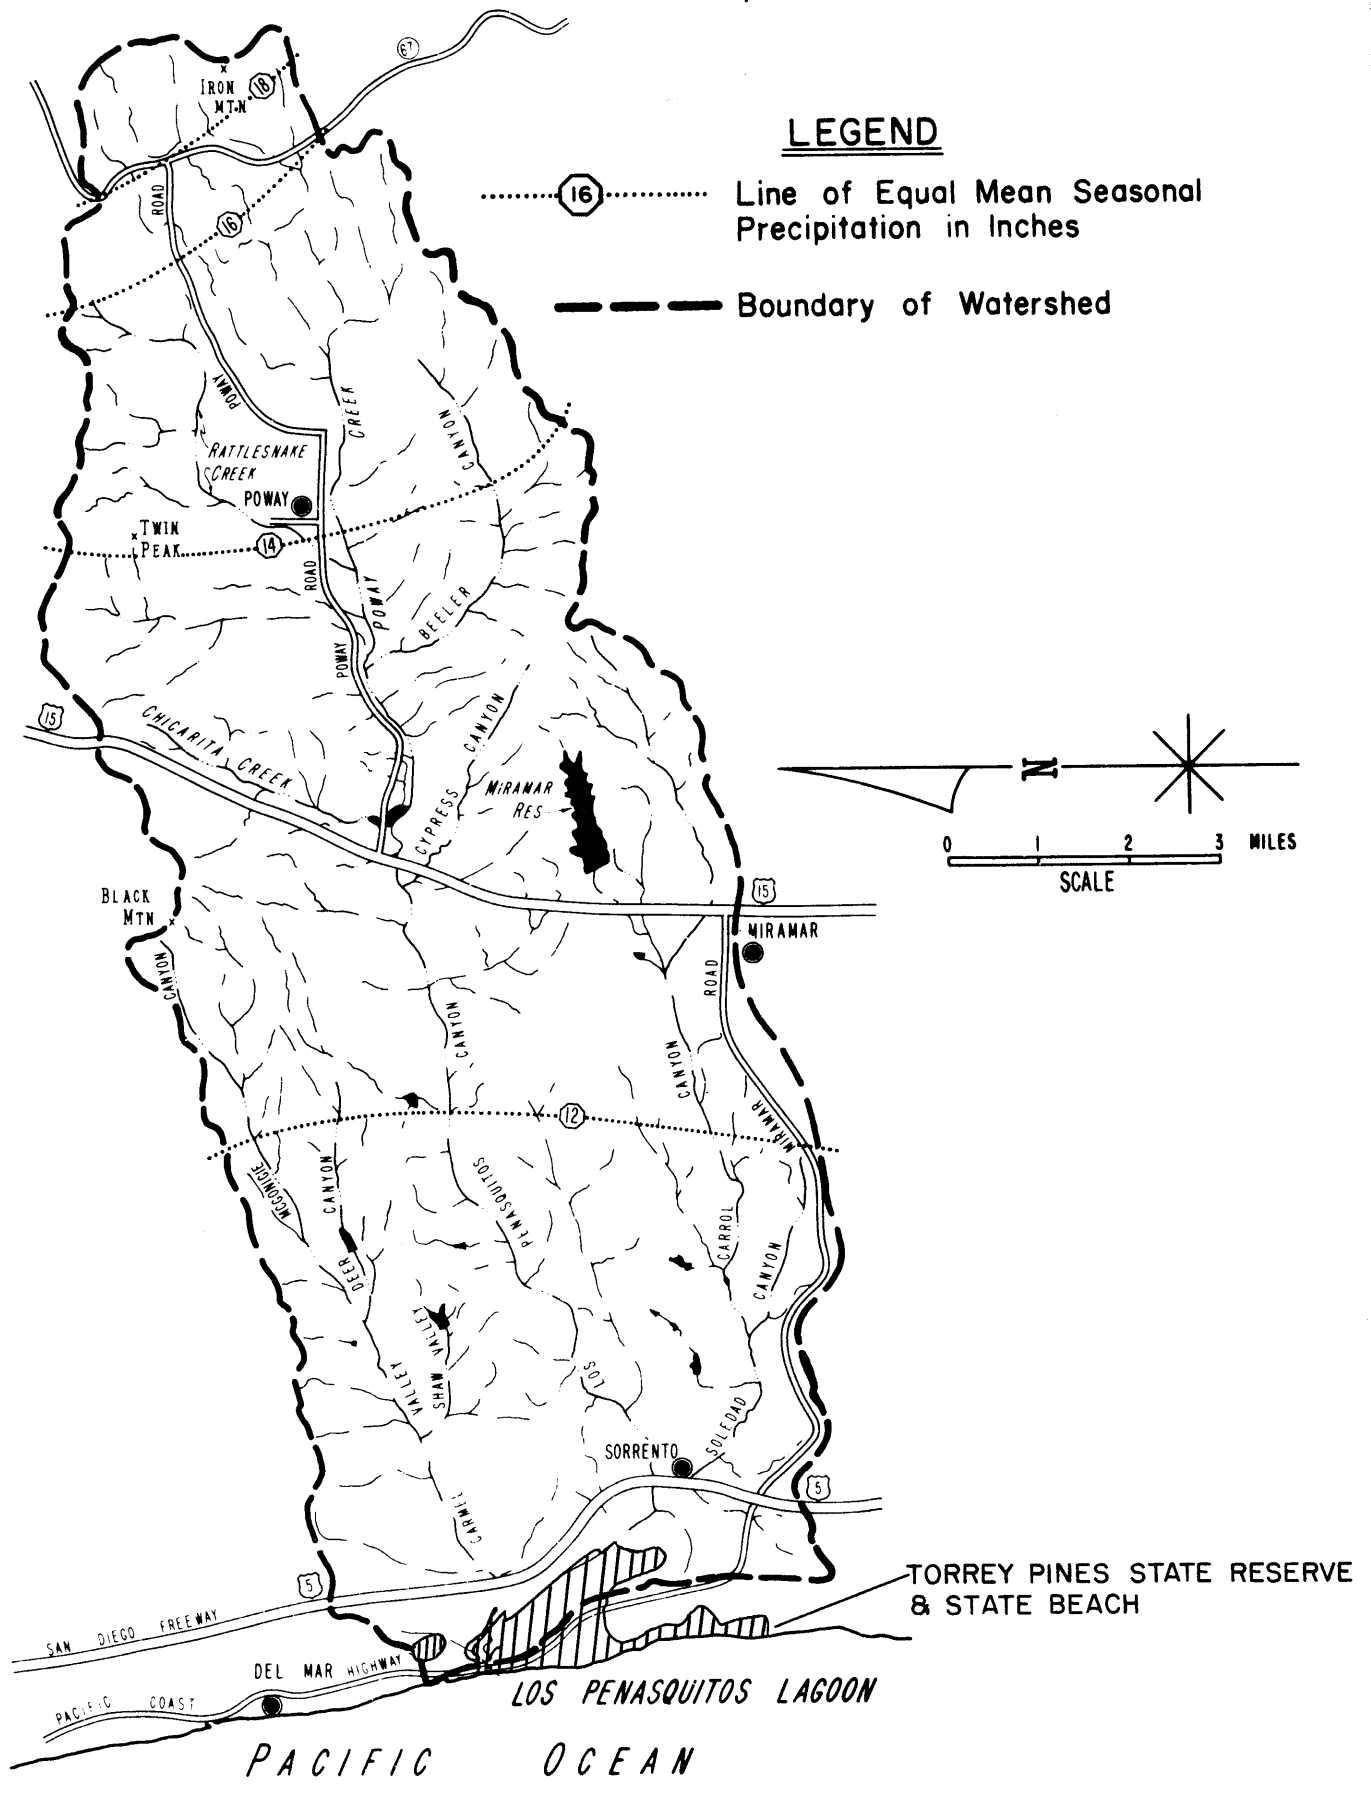 67
IRON
MTN
18
LEGEND
16
Line of Equal Mean Seasonal
Precipitation in Inches
Boundary of Watershed
ROAD
16
POWAY
CREEK
CANYON
RATTLESNAKE
CREEK
POWAY
TWIN
PEAK
14
ROAD
POWAY
BEELER
POWAY
15
CHICARITA CREEK
CANYON
CYPRESS
MIRAMAR
RES
N
0 1 2 3 MILES
SCALE
BLACK
MTN
15
MIRAMAR
CANYON
ROAD
CANYON
CANYON
MIRAMAR
12
MCGONIGIE
CANYON
PENASQUITOS
CARROL
CANYON
DEER
SHAW VALLEY
VALLEY
LOS
SOLEDAD
SORRENTO
CARMEL
5
5
TORREY PINES STATE RESERVE
& STATE BEACH
SAN DIEGO FREEWAY
DEL MAR HIGHWAY
PACIFIC COAST
LOS PENASQUITOS LAGOON
PACIFIC OCEAN